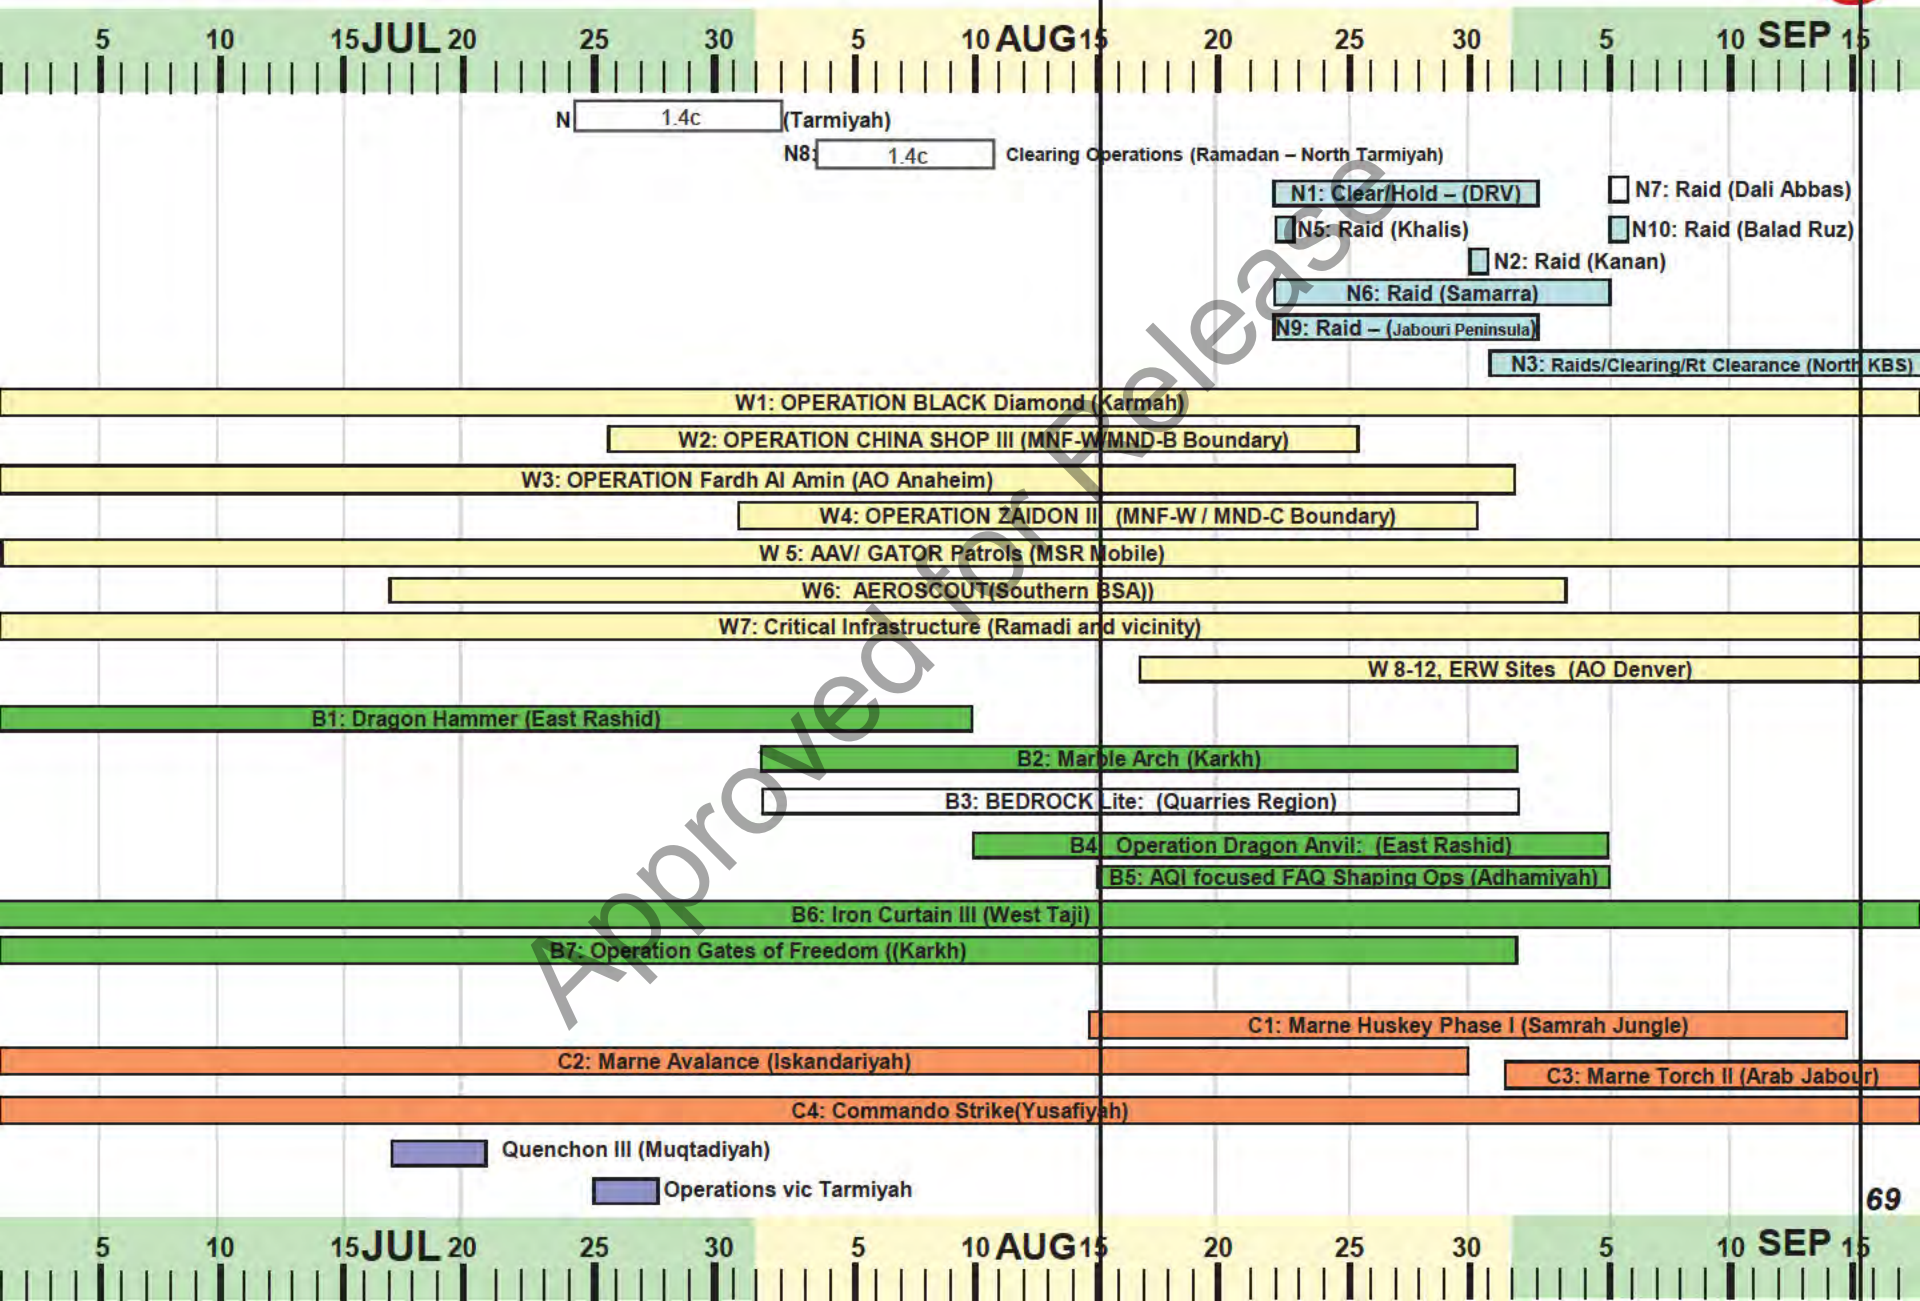 5 10 15 JUL 20 25 30 5 10 AUG 15 20 25 30 5 10 SEP 15
N 1.4c (Tarmiyah)
N8: 1.4c Clearing Operations (Ramadan – North Tarmiyah)
N1: Clear/Hold – (DRV) N7: Raid (Dali Abbas)
N5: Raid (Khalis) N10: Raid (Balad Ruz)
N2: Raid (Kanan)
N6: Raid (Samarra)
N9: Raid – (Jabouri Peninsula)
N3: Raids/Clearing/Rt Clearance (North KBS)
W1: OPERATION BLACK Diamond (Karmah)
W2: OPERATION CHINA SHOP III (MNF-W/MND-B Boundary)
W3: OPERATION Fardh Al Amin (AO Anaheim)
W4: OPERATION ZAIDON II (MNF-W / MND-C Boundary)
W 5: AAV/ GATOR Patrols (MSR Mobile)
W6: AEROSCOUT(Southern BSA))
W7: Critical Infrastructure (Ramadi and vicinity)
W 8-12, ERW Sites (AO Denver)
B1: Dragon Hammer (East Rashid)
B2: Marble Arch (Karkh)
B3: BEDROCK Lite: (Quarries Region)
B4 Operation Dragon Anvil: (East Rashid)
B5: AQI focused FAQ Shaping Ops (Adhamiyah)
B6: Iron Curtain III (West Taji)
B7: Operation Gates of Freedom ((Karkh)
C1: Marne Huskey Phase I (Samrah Jungle)
C2: Marne Avalance (Iskandariyah)
C3: Marne Torch II (Arab Jabour)
C4: Commando Strike(Yusafiyah)
Quenchon III (Muqtadiyah)
Operations vic Tarmiyah
69
5 10 15 JUL 20 25 30 5 10 AUG 15 20 25 30 5 10 SEP 15
Approved for Release